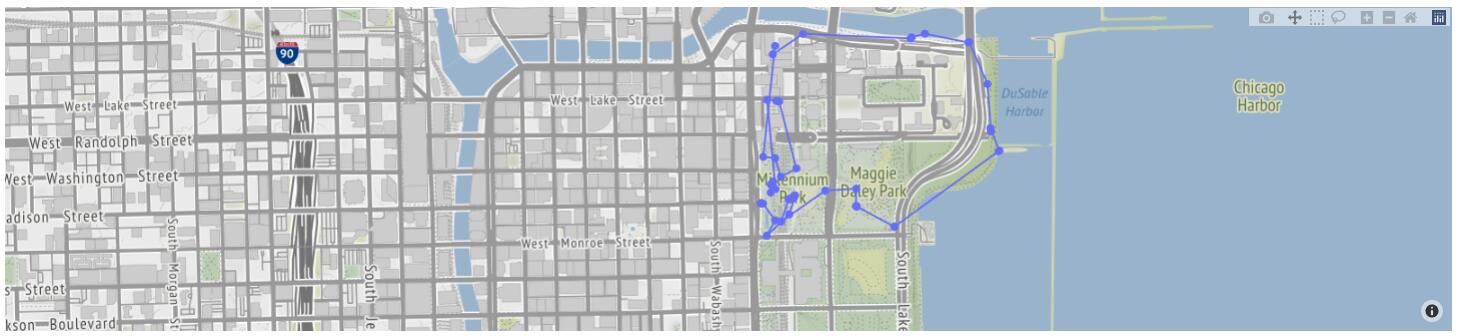 90
West Lake Street
West Lake Street
DuSable
Harbor
Chicago
Harbor
West Randolph Street
West Washington Street
Maggie
Daley Park
Millennium
Park
adison Street
South Morgan St
West Monroe Street
South Wabash
South Je
South Lake
s Street
kson Boulevard